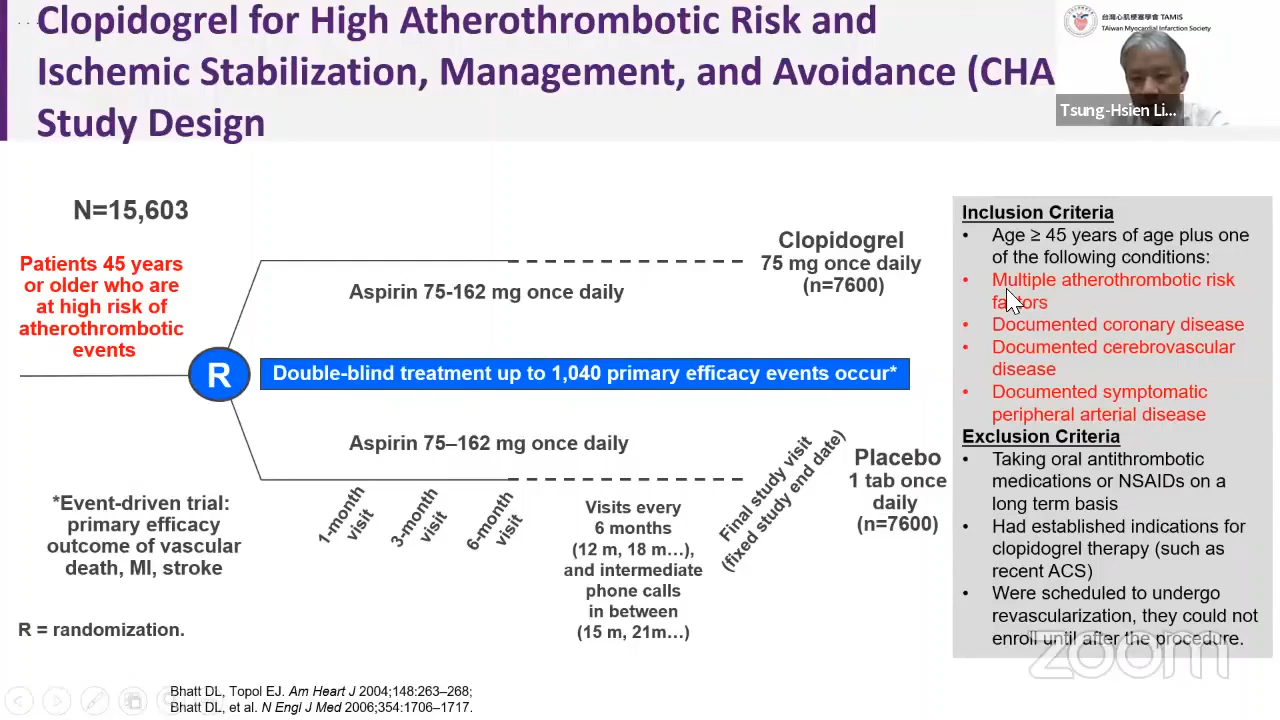 Clopidogrel for High Atherothrombotic Risk and
Ischemic Stabilization, Management, and Avoidance (CHA
Study Design
台灣心肌梗塞學會 TAMIS
TAiwan Myocardial Infarction Society
Tsung-Hsien Li...
N=15,603
Patients 45 years
or older who are
at high risk of
atherothrombotic
events
R
Aspirin 75-162 mg once daily
Clopidogrel
75 mg once daily
(n=7600)
Double-blind treatment up to 1,040 primary efficacy events occur*
Aspirin 75–162 mg once daily
Placebo
1 tab once
daily
(n=7600)
1-month
visit
3-month
visit
6-month
visit
Visits every
6 months
(12 m, 18 m…),
and intermediate
phone calls
in between
(15 m, 21m…)
Final study visit
(fixed study end date)
*Event-driven trial:
primary efficacy
outcome of vascular
death, MI, stroke
R = randomization.
Inclusion Criteria
• Age ≥ 45 years of age plus one
of the following conditions:
• Multiple atherothrombotic risk
factors
• Documented coronary disease
• Documented cerebrovascular
disease
• Documented symptomatic
peripheral arterial disease
Exclusion Criteria
• Taking oral antithrombotic
medications or NSAIDs on a
long term basis
• Had established indications for
clopidogrel therapy (such as
recent ACS)
• Were scheduled to undergo
revascularization, they could not
enroll until after the procedure.
zoom
Bhatt DL, Topol EJ. Am Heart J 2004;148:263–268;
Bhatt DL, et al. N Engl J Med 2006;354:1706–1717.